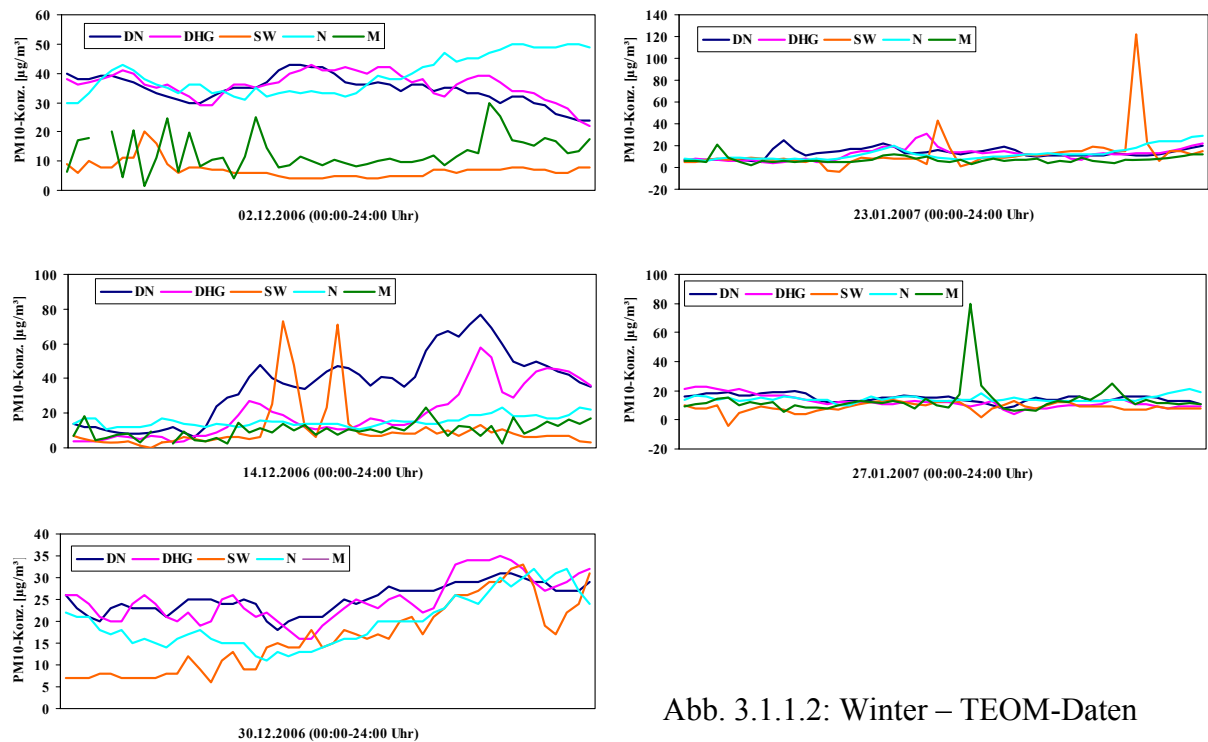 PM10-Konz. [µg/m³]
60
50
40
30
20
10
0
DN DHG SW N M
02.12.2006 (00:00-24:00 Uhr)
PM10-Konz. [µg/m³]
140
120
100
80
60
40
20
0
-20
DN DHG SW N M
23.01.2007 (00:00-24:00 Uhr)
PM10-Konz. [µg/m³]
100
80
60
40
20
0
DN DHG SW N M
14.12.2006 (00:00-24:00 Uhr)
PM10-Konz. [µg/m³]
100
80
60
40
20
0
-20
DN DHG SW N M
27.01.2007 (00:00-24:00 Uhr)
PM10-Konz. [µg/m³]
40
35
30
25
20
15
10
5
0
DN DHG SW N M
30.12.2006 (00:00-24:00 Uhr)
Abb. 3.1.1.2: Winter – TEOM-Daten